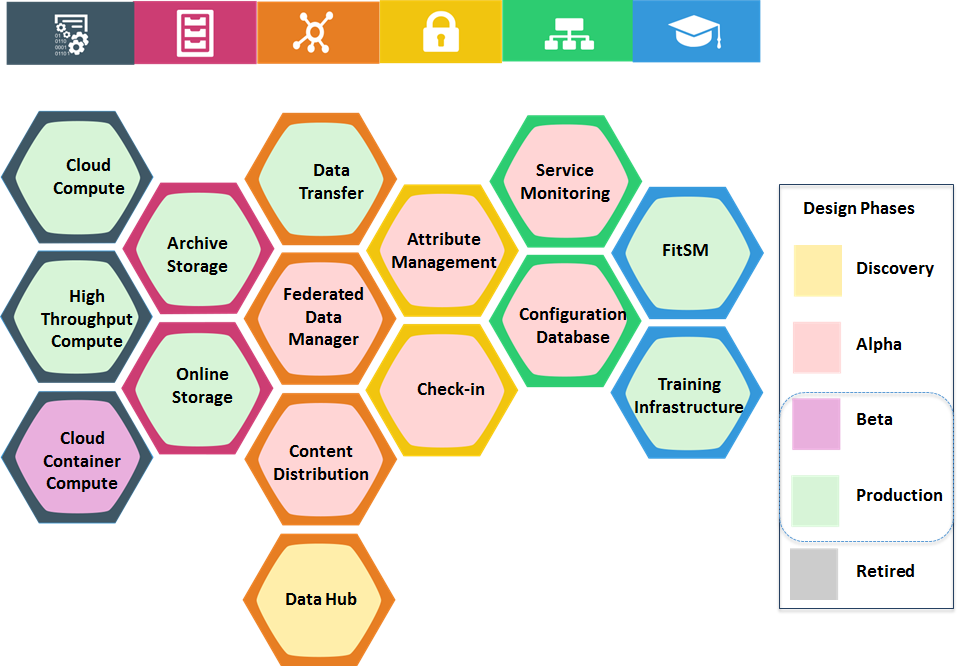 Cloud
Compute
High
Throughput
Compute
Cloud
Container
Compute
Archive
Storage
Online
Storage
Data
Transfer
Federated
Data
Manager
Content
Distribution
Data Hub
Attribute
Management
Check-in
Service
Monitoring
Configuration
Database
FitSM
Training
Infrastructure
Design Phases
Discovery
Alpha
Beta
Production
Retired